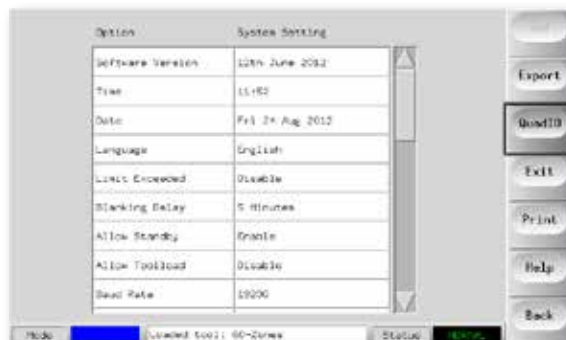 Option System Setting
Software Version 12th June 2012
Time 11:52
Date Fri 24 Aug 2012
Language English
Limit Exceeded Disable
Blanking Delay 5 Minutes
Allow Standby Enable
Allow Toolload Disable
Baud Rate 19200
Export
QuadIO
Exit
Print
Help
Back
Mode Loaded tool: 60-Zones Status NORMAL